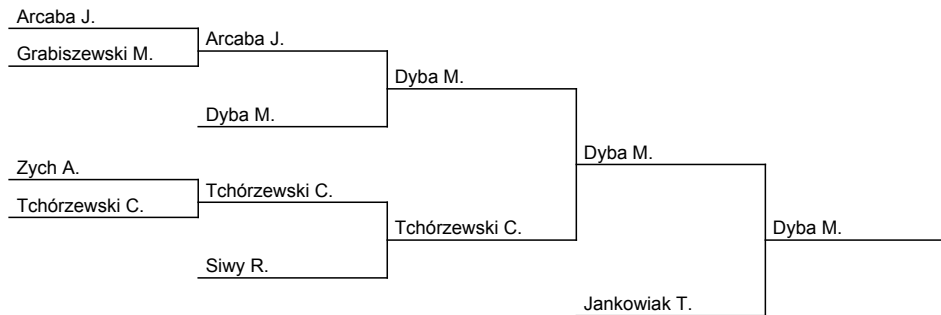 Arcaba J.
Grabiszewski M.
Arcaba J.
Dyba M.
Dyba M.
Zych A.
Tchórzewski C.
Tchórzewski C.
Siwy R.
Tchórzewski C.
Dyba M.
Jankowiak T.
Dyba M.